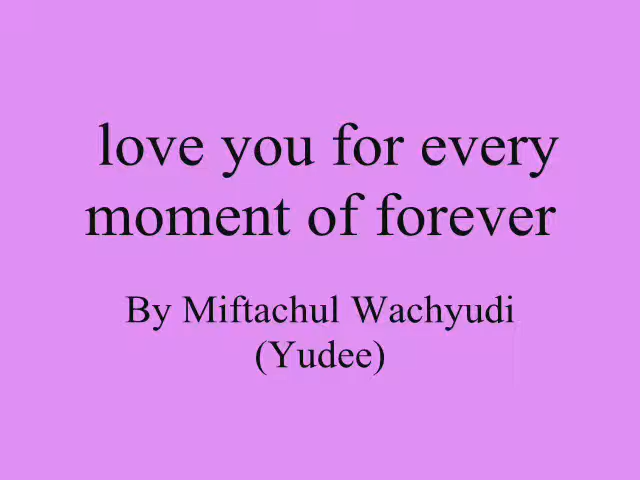 love you for every
moment of forever
By Miftachul Wachyudi
(Yudee)